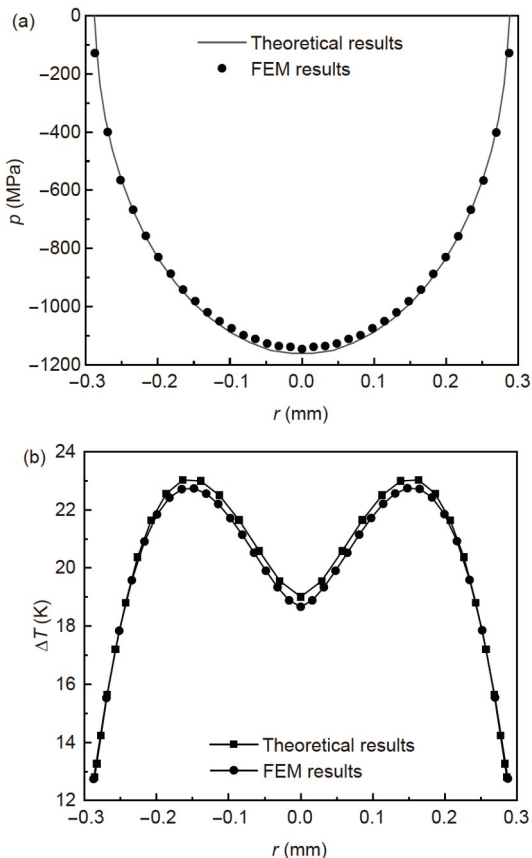 (a)
0
−200
−400
−600
−800
−1000
−1200
p (MPa)
Theoretical results
FEM results
−0.3 −0.2 −0.1 0.0 0.1 0.2 0.3
r (mm)
(b)
24
22
20
18
16
14
12
ΔT (K)
Theoretical results
FEM results
−0.3 −0.2 −0.1 0.0 0.1 0.2 0.3
r (mm)